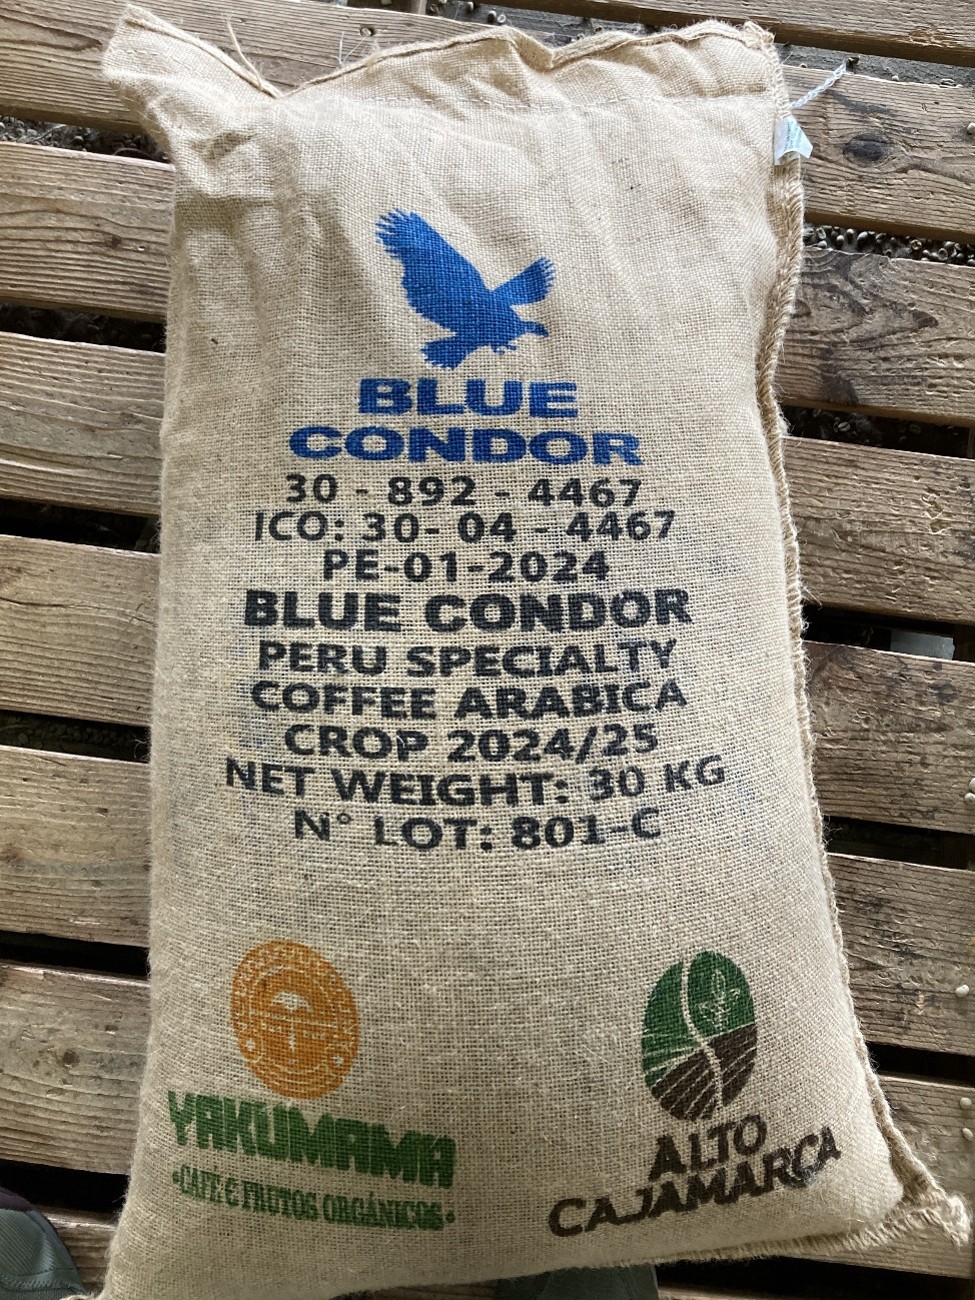 BLUE
CONDOR
30 - 892 - 4467
ICO: 30- 04 - 4467
PE-01-2024
BLUE CONDOR
PERU SPECIALTY
COFFEE ARABICA
CROP 2024/25
NET WEIGHT: 30 KG
N° LOT: 801-C
YAKUMAMA
•CAFÉ E FRUTOS ORGÁNICOS•
ALTO
CAJAMARCA